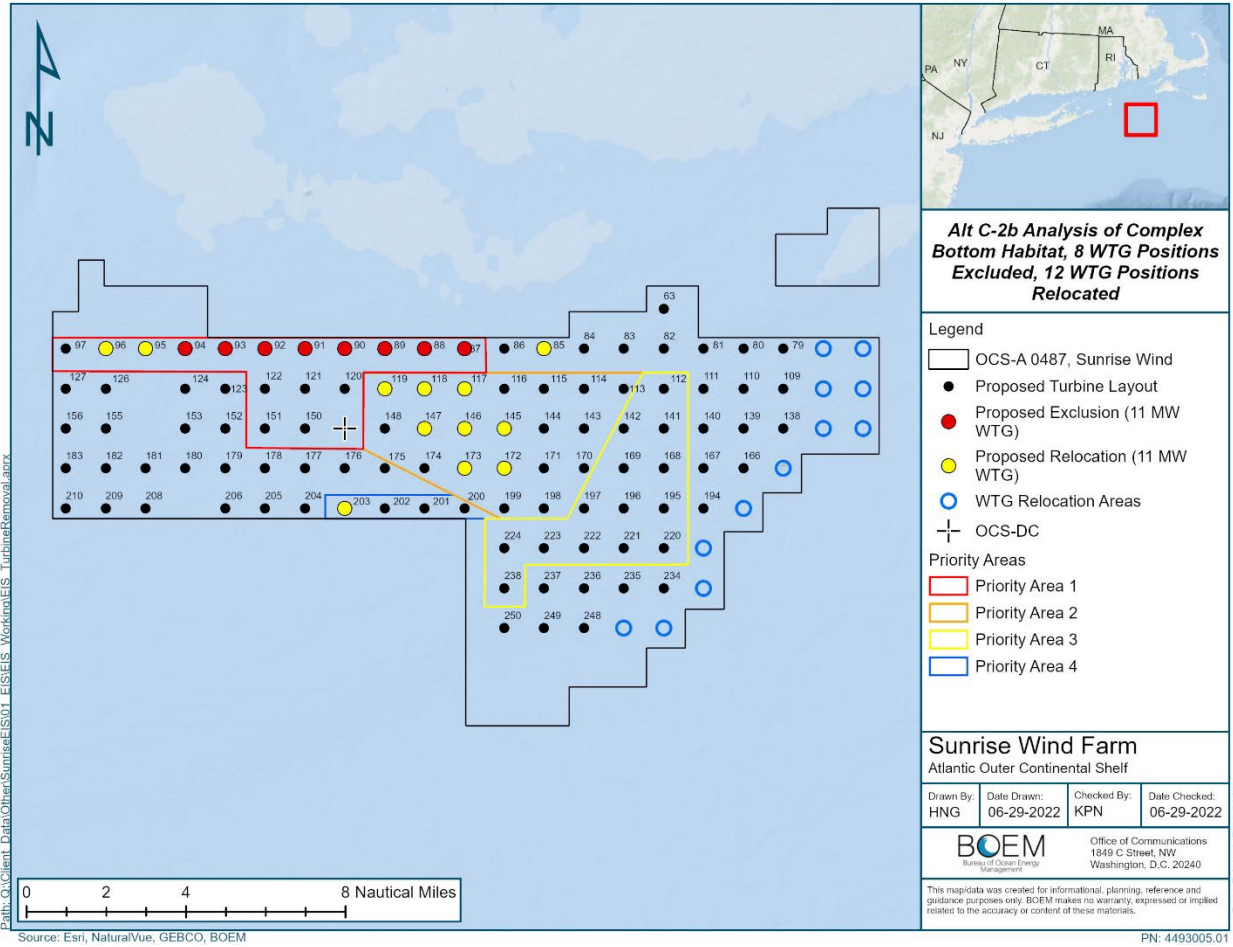 N
63
97
96
95
94
93
92
91
90
89
88
87
86
85
84
83
82
81
80
79
127
126
124
123
122
121
120
119
118
117
116
115
114
113
112
111
110
109
156
155
153
152
151
150
148
147
146
145
144
143
142
141
140
139
138
183
182
181
180
179
178
177
176
175
174
173
172
171
170
169
168
167
166
210
209
208
206
205
204
203
202
201
200
199
198
197
196
195
194
224
223
222
221
220
238
237
236
235
234
250
249
248
0 2 4 8 Nautical Miles
Path: Q:\Client_Data\Other\SunriseEIS\01_EIS\EIS_Working\EIS_TurbineRemoval.aprx
Source: Esri, NaturalVue, GEBCO, BOEM
MA
NY
CT
RI
PA
NJ
Alt C-2b Analysis of Complex
Bottom Habitat, 8 WTG Positions
Excluded, 12 WTG Positions
Relocated
Legend
OCS-A 0487, Sunrise Wind
Proposed Turbine Layout
Proposed Exclusion (11 MW
WTG)
Proposed Relocation (11 MW
WTG)
WTG Relocation Areas
OCS-DC
Priority Areas
Priority Area 1
Priority Area 2
Priority Area 3
Priority Area 4
Sunrise Wind Farm
Atlantic Outer Continental Shelf
Drawn By: Date Drawn: Checked By: Date Checked:
HNG 06-29-2022 KPN 06-29-2022
BOEM
Bureau of Ocean Energy
Management
Office of Communications
1849 C Street, NW
Washington, D.C. 20240
This map/data was created for informational, planning, reference and
guidance purposes only. BOEM makes no warranty, expressed or implied
related to the accuracy or content of these materials.
PN: 4493005.01